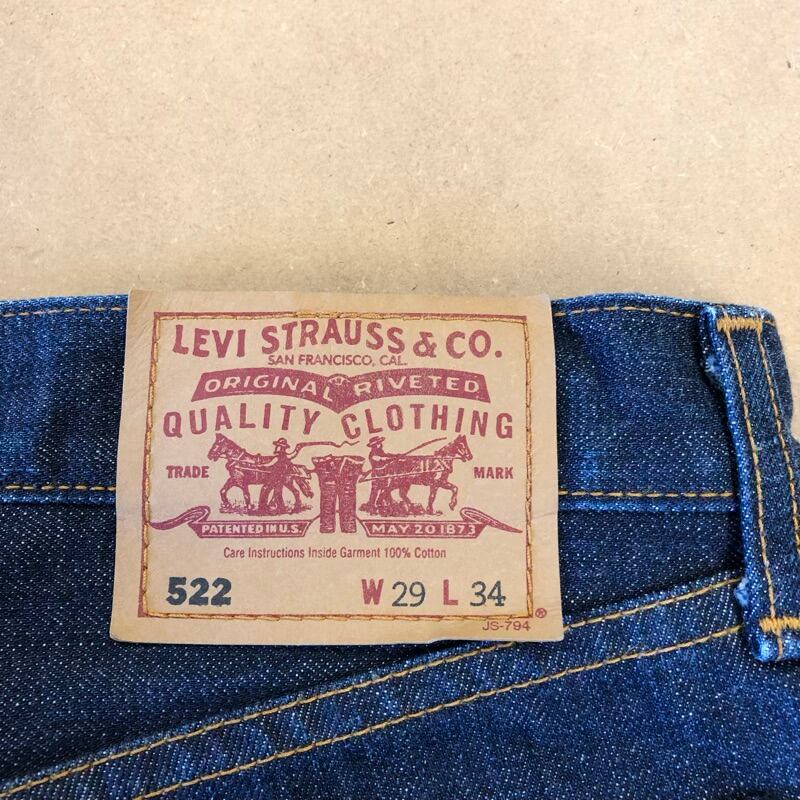 LEVI STRAUSS & CO.
SAN FRANCISCO, CAL.
ORIGINAL RIVETED
QUALITY CLOTHING
TRADE MARK
PATENTED IN U.S. MAY 20 1873
Care Instructions Inside Garment 100% Cotton
522 W 29 L 34
JS-794 ®